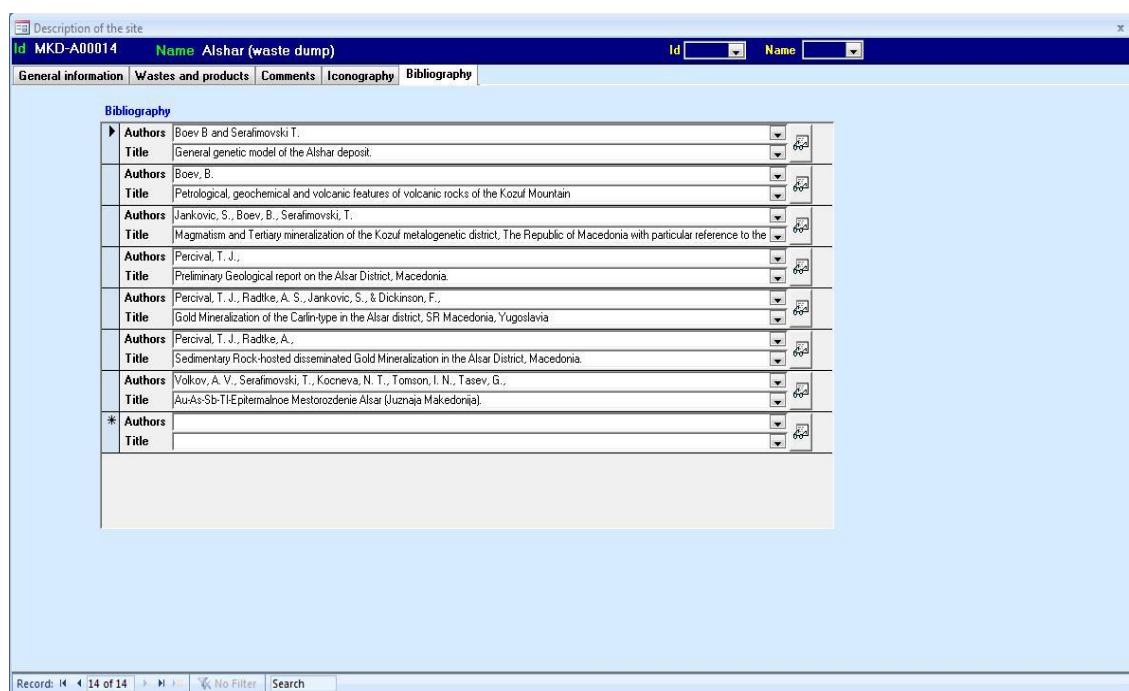 Description of the site x
Id MKD-A00014 Name Alshar (waste dump) Id Name
General information Wastes and products Comments Iconography Bibliography
Bibliography
Authors Boev B and Serafimovski T.
Title General genetic model of the Alshar deposit.
Authors Boev, B.
Title Petrological, geochemical and volcanic features of volcanic rocks of the Kozuf Mountain
Authors Jankovic, S., Boev, B., Serafimovski, T.
Title Magmatism and Tertiary mineralization of the Kozuf metalogenetic district, The Republic of Macedonia with particular reference to the
Authors Percival, T. J.,
Title Preliminary Geological report on the Alsar District, Macedonia.
Authors Percival, T. J., Radtke, A. S., Jankovic, S., & Dickinson, F.,
Title Gold Mineralization of the Carlin-type in the Alsar district, SR Macedonia, Yugoslavia
Authors Percival, T. J., Radtke, A.,
Title Sedimentary Rock-hosted disseminated Gold Mineralization in the Alsar District, Macedonia.
Authors Volkov, A. V., Serafimovski, T., Kocneva, N. T., Tomson, I. N., Tasev, G.,
Title Au-As-Sb-Tl-Epitermalnoe Mestorozdenie Alsar (Juznaja Makedonija).
* Authors
Title
Record: 14 of 14 No Filter Search